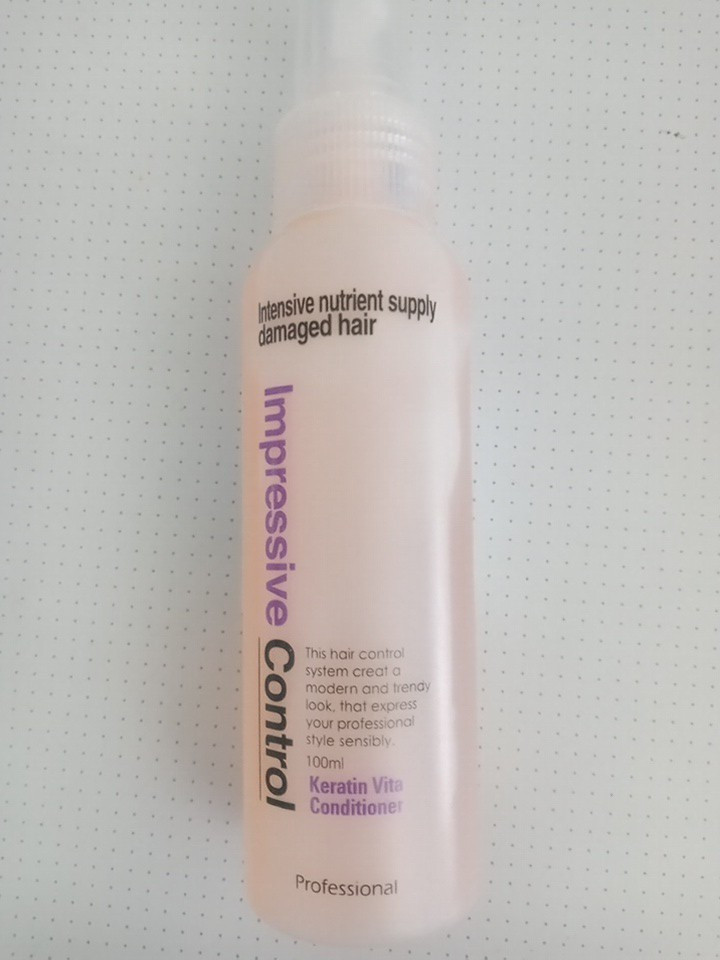 Intensive nutrient supply
damaged hair
Impressive Control
This hair control
system creat a
modern and trendy
look, that express
your professional
style sensibly.
100ml
Keratin Vita
Conditioner
Professional